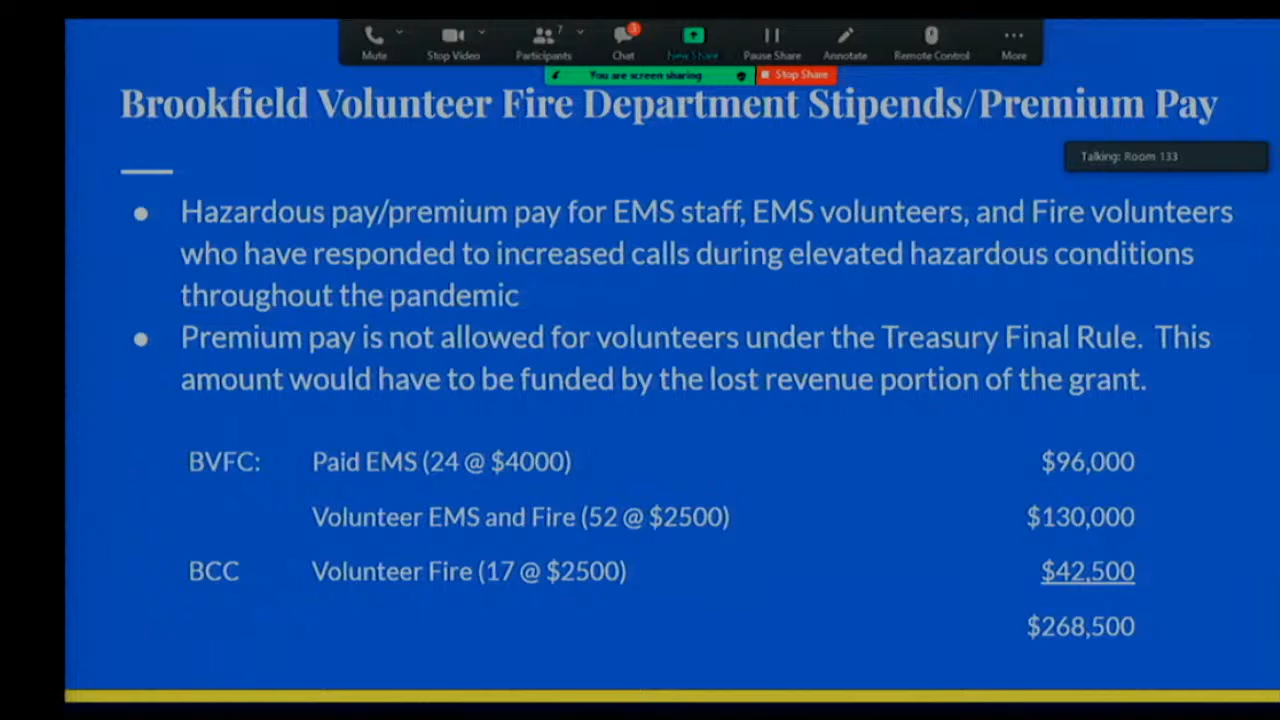 7
3
Mute
Stop Video
Participants
Chat
New Share
Pause Share
Annotate
Remote Control
More
You are screen sharing
Stop Share
Brookfield Volunteer Fire Department Stipends/Premium Pay
Talking: Room 133
● Hazardous pay/premium pay for EMS staff, EMS volunteers, and Fire volunteers
who have responded to increased calls during elevated hazardous conditions
throughout the pandemic
● Premium pay is not allowed for volunteers under the Treasury Final Rule. This
amount would have to be funded by the lost revenue portion of the grant.
BVFC: Paid EMS (24 @ $4000) $96,000
Volunteer EMS and Fire (52 @ $2500) $130,000
BCC Volunteer Fire (17 @ $2500) $42,500
$268,500